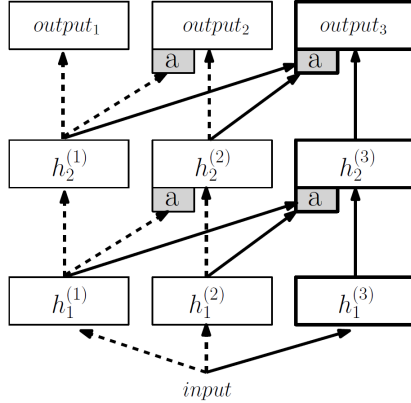 output₁ output₂ output₃
a a
h₂⁽¹⁾ h₂⁽²⁾ h₂⁽³⁾
a a
h₁⁽¹⁾ h₁⁽²⁾ h₁⁽³⁾
input